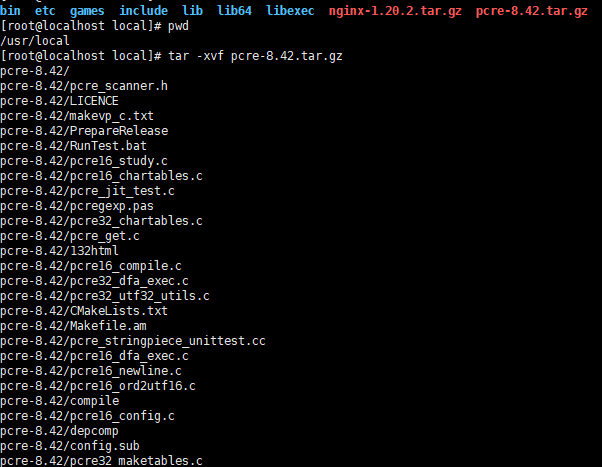 bin  etc  games  include  lib  lib64  libexec  nginx-1.20.2.tar.gz  pcre-8.42.tar.gz
[root@localhost local]# pwd
/usr/local
[root@localhost local]# tar -xvf pcre-8.42.tar.gz
pcre-8.42/
pcre-8.42/pcre_scanner.h
pcre-8.42/LICENCE
pcre-8.42/makevp_c.txt
pcre-8.42/PrepareRelease
pcre-8.42/RunTest.bat
pcre-8.42/pcre16_study.c
pcre-8.42/pcre16_chartables.c
pcre-8.42/pcre_jit_test.c
pcre-8.42/pcregexp.pas
pcre-8.42/pcre32_chartables.c
pcre-8.42/pcre_get.c
pcre-8.42/132html
pcre-8.42/pcre16_compile.c
pcre-8.42/pcre32_dfa_exec.c
pcre-8.42/pcre32_utf32_utils.c
pcre-8.42/CMakeLists.txt
pcre-8.42/Makefile.am
pcre-8.42/pcre_stringpiece_unittest.cc
pcre-8.42/pcre16_dfa_exec.c
pcre-8.42/pcre16_newline.c
pcre-8.42/pcre16_ord2utf16.c
pcre-8.42/compile
pcre-8.42/pcre16_config.c
pcre-8.42/depcomp
pcre-8.42/config.sub
pcre-8.42/pcre32_maketables.c